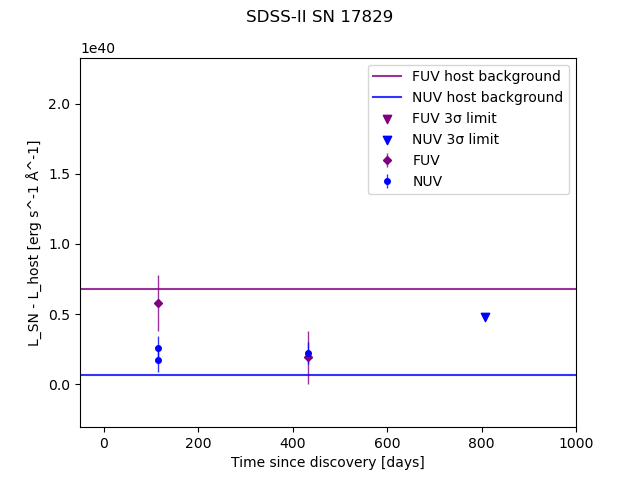 SDSS-II SN 17829
1e40
FUV host background
NUV host background
FUV 3σ limit
NUV 3σ limit
FUV
NUV
L_SN - L_host [erg s^-1 Å^-1]
2.0
1.5
1.0
0.5
0.0
0 200 400 600 800 1000
Time since discovery [days]